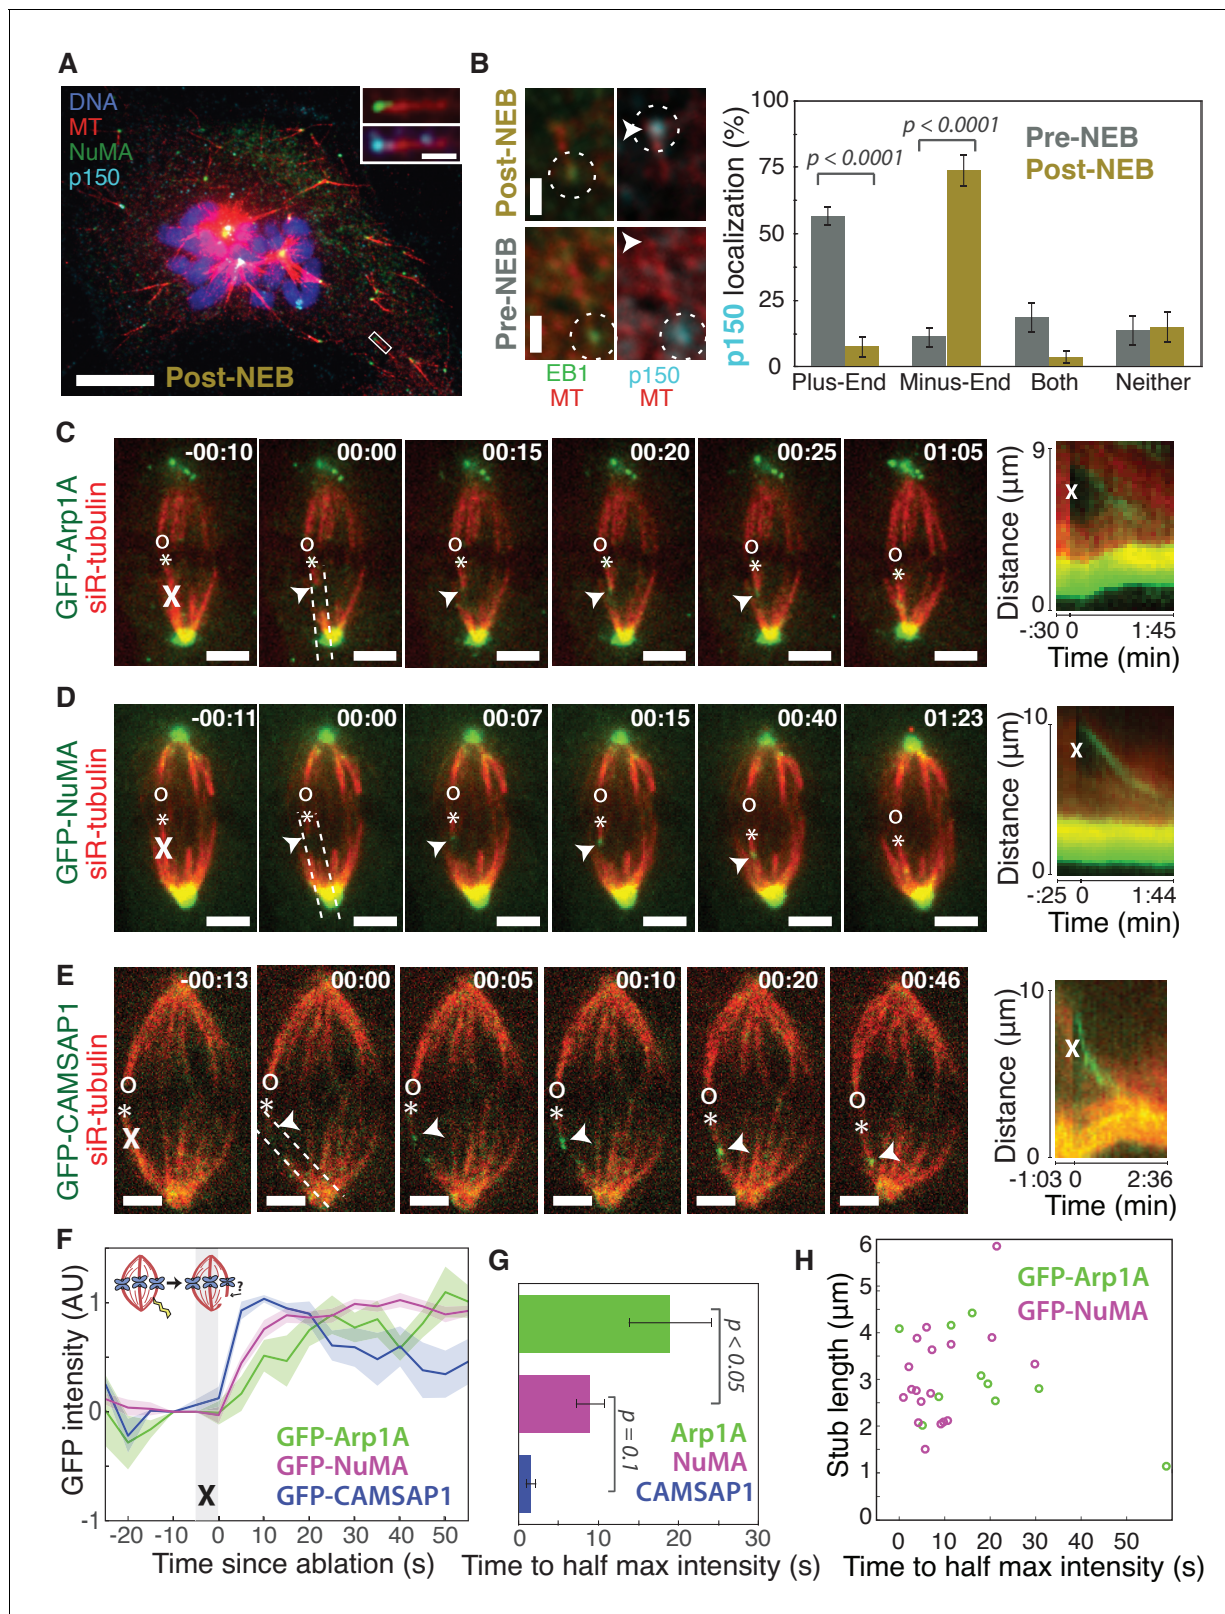 A
DNA
MT
NuMA
p150
Post-NEB
B
Post-NEB
Pre-NEB
EB1
MT
p150
MT
p150 localization (%)
100
75
50
25
0
p < 0.0001
p < 0.0001
Pre-NEB
Post-NEB
Plus-End
Minus-End
Both
Neither
C
GFP-Arp1A
siR-tubulin
-00:10
00:00
00:15
00:20
00:25
01:05
O
*
X
O
*
O
*
O
*
O
*
O
*
Distance (µm)
9
0
X
-:30 0 1:45
Time (min)
D
GFP-NuMA
siR-tubulin
-00:11
00:00
00:07
00:15
00:40
01:23
O
*
X
O
*
O
*
O
*
O
*
O
*
Distance (µm)
10
0
X
-:25 0 1:44
Time (min)
E
GFP-CAMSAP1
siR-tubulin
-00:13
00:00
00:05
00:10
00:20
00:46
O
*
X
O
*
O
*
O
*
O
*
O
*
Distance (µm)
10
0
X
-1:03 0 2:36
Time (min)
F
GFP intensity (AU)
1
0
-1
?
GFP-Arp1A
GFP-NuMA
GFP-CAMSAP1
X
-20 -10 0 10 20 30 40 50
Time since ablation (s)
G
p < 0.05
p = 0.1
Arp1A
NuMA
CAMSAP1
0 10 20 30
Time to half max intensity (s)
H
Stub length (µm)
6
5
4
3
2
1
0
GFP-Arp1A
GFP-NuMA
0 10 20 30 40 50
Time to half max intensity (s)